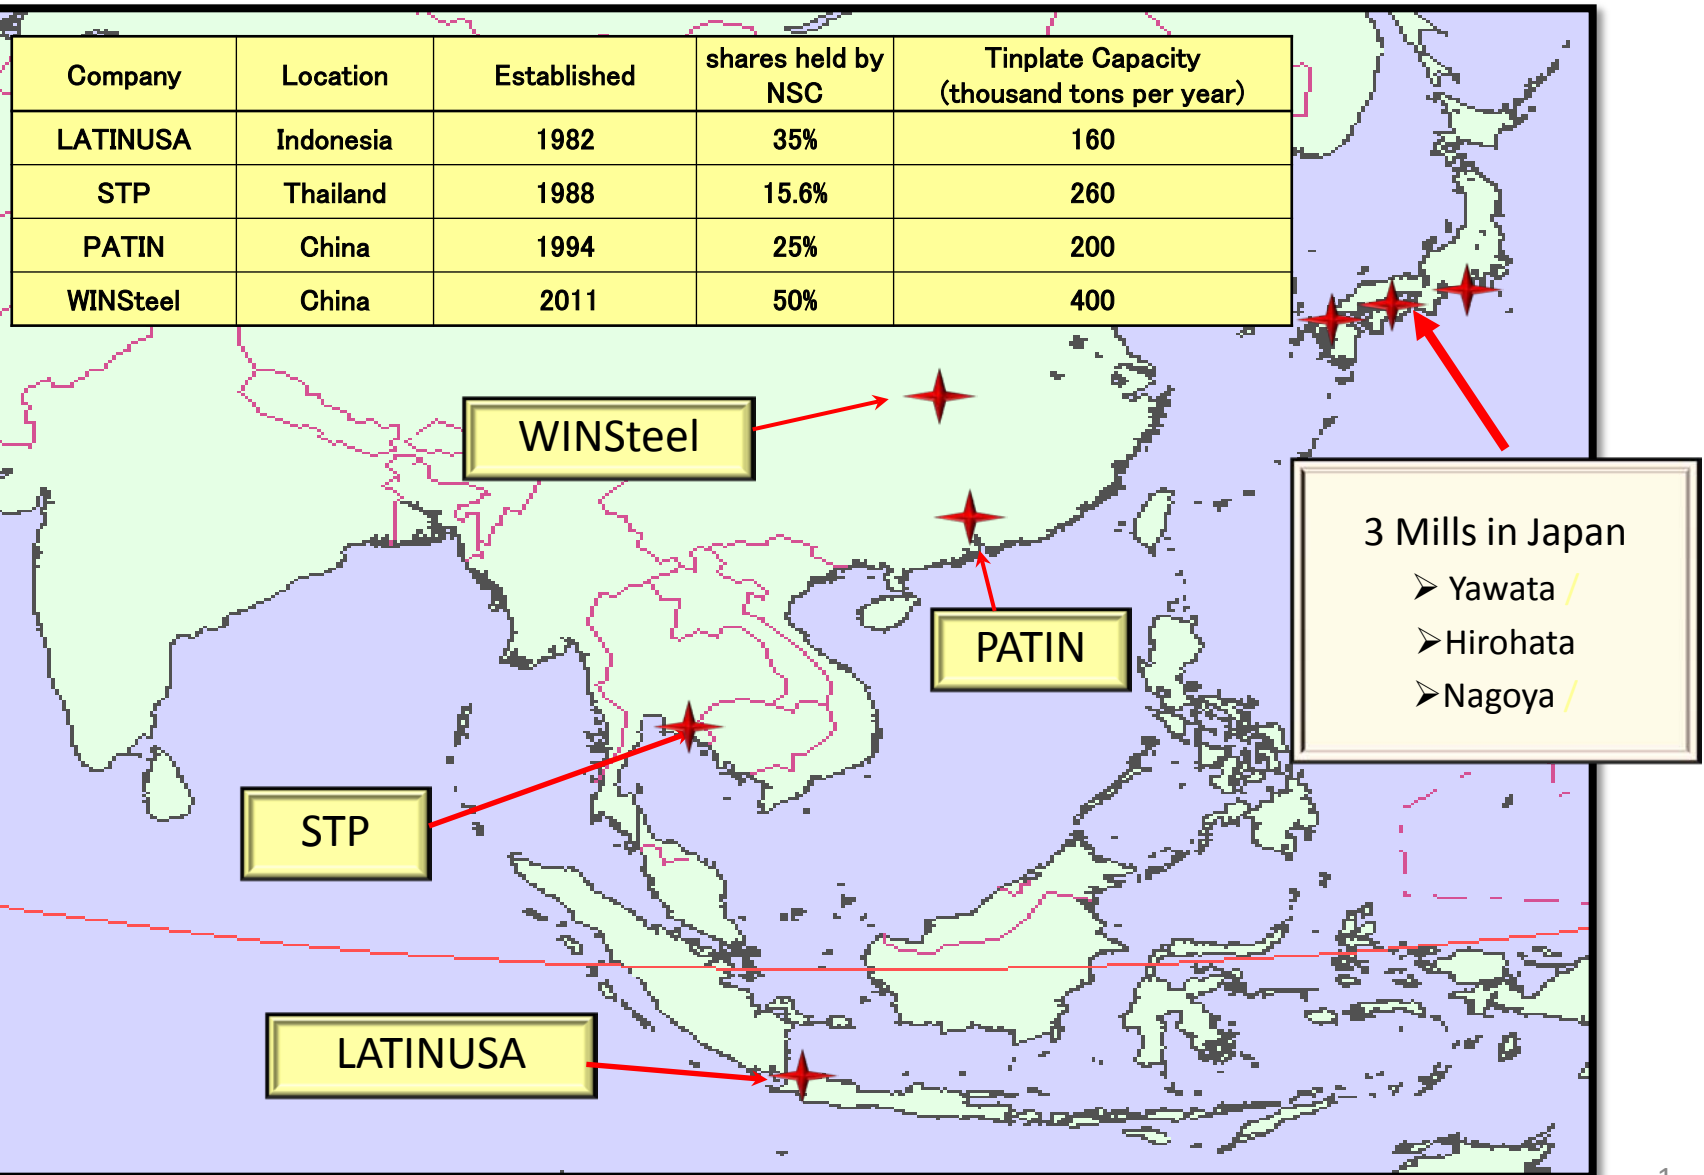 Company Location Established shares held by NSC Tinplate Capacity (thousand tons per year)
LATINUSA Indonesia 1982 35% 160
STP Thailand 1988 15.6% 260
PATIN China 1994 25% 200
WINSteel China 2011 50% 400
WINSteel
3 Mills in Japan
➢ Yawata /
➢Hirohata
➢Nagoya /
PATIN
STP
LATINUSA